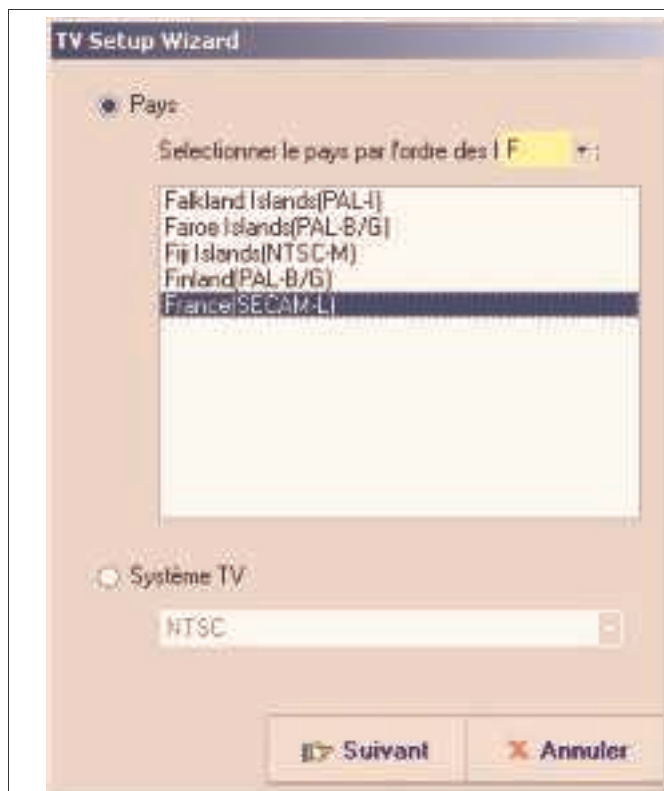 TV Setup Wizard
Pays
Selectionner le pays par l'ordre des l F :
Falkland Islands(PAL-I)
Faroe Islands(PAL-B/G)
Fiji Islands(NTSC-M)
Finland(PAL-B/G)
France(SECAM-L)
Système TV
NTSC
Suivant
Annuler